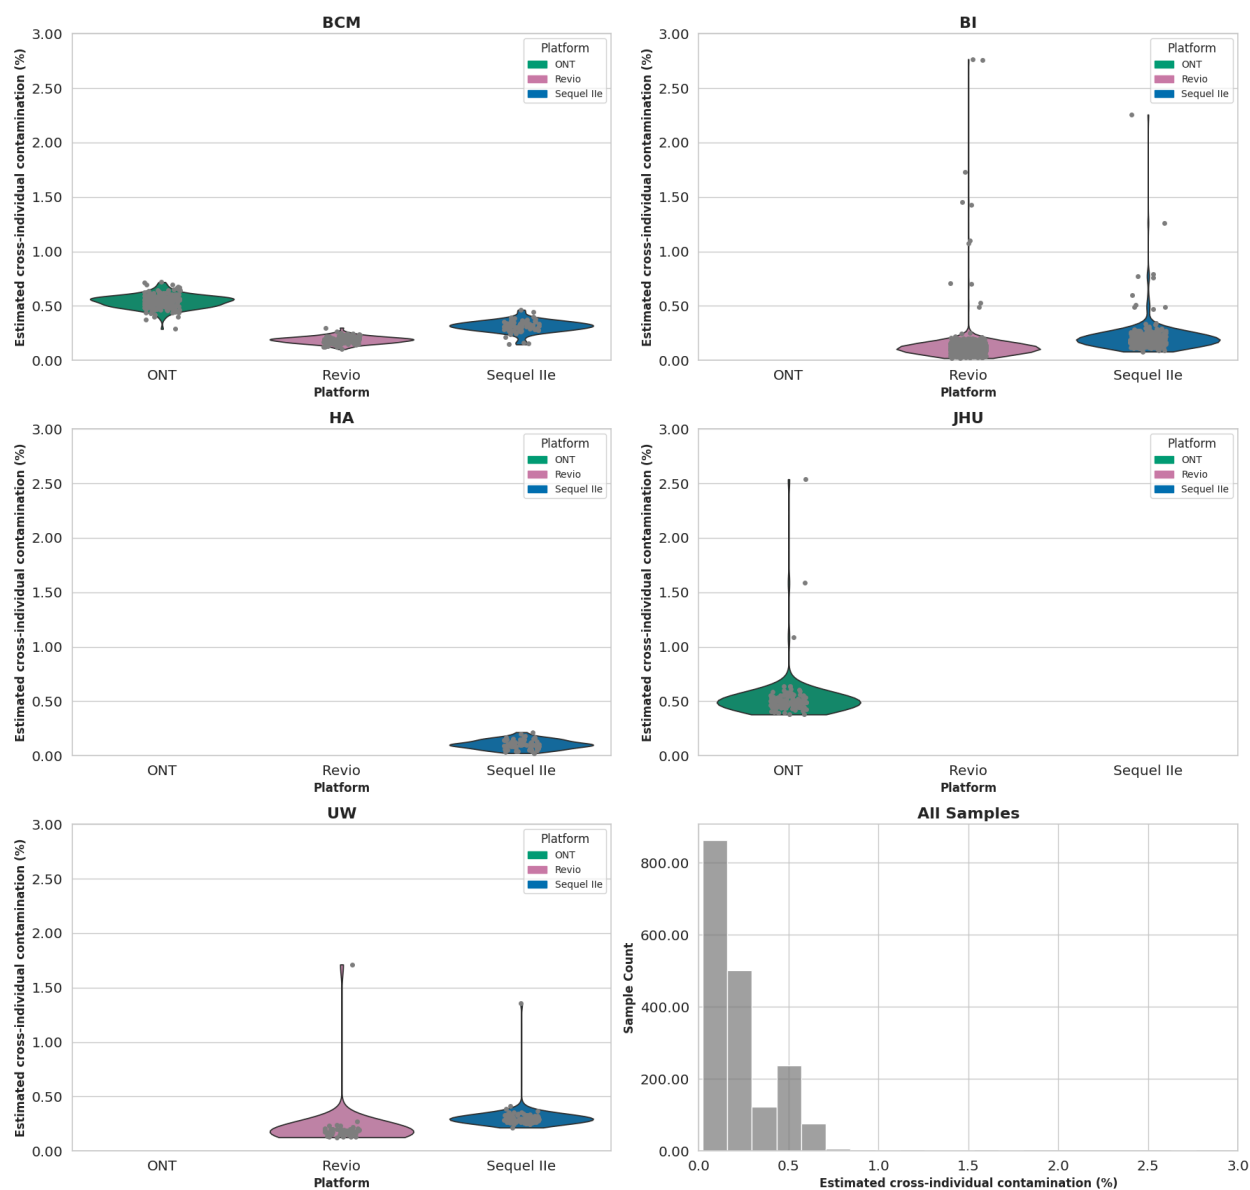 BCM
Estimated cross-individual contamination (%)
3.00
2.50
2.00
1.50
1.00
0.50
0.00
ONT
Revio
Sequel IIe
Platform
Platform
ONT
Revio
Sequel IIe
BI
Estimated cross-individual contamination (%)
3.00
2.50
2.00
1.50
1.00
0.50
0.00
ONT
Revio
Sequel IIe
Platform
Platform
ONT
Revio
Sequel IIe
HA
Estimated cross-individual contamination (%)
3.00
2.50
2.00
1.50
1.00
0.50
0.00
ONT
Revio
Sequel IIe
Platform
Platform
ONT
Revio
Sequel IIe
JHU
Estimated cross-individual contamination (%)
3.00
2.50
2.00
1.50
1.00
0.50
0.00
ONT
Revio
Sequel IIe
Platform
Platform
ONT
Revio
Sequel IIe
UW
Estimated cross-individual contamination (%)
3.00
2.50
2.00
1.50
1.00
0.50
0.00
ONT
Revio
Sequel IIe
Platform
Platform
ONT
Revio
Sequel IIe
All Samples
Sample Count
800.00
600.00
400.00
200.00
0.00
0.0
0.5
1.0
1.5
2.0
2.5
3.0
Estimated cross-individual contamination (%)